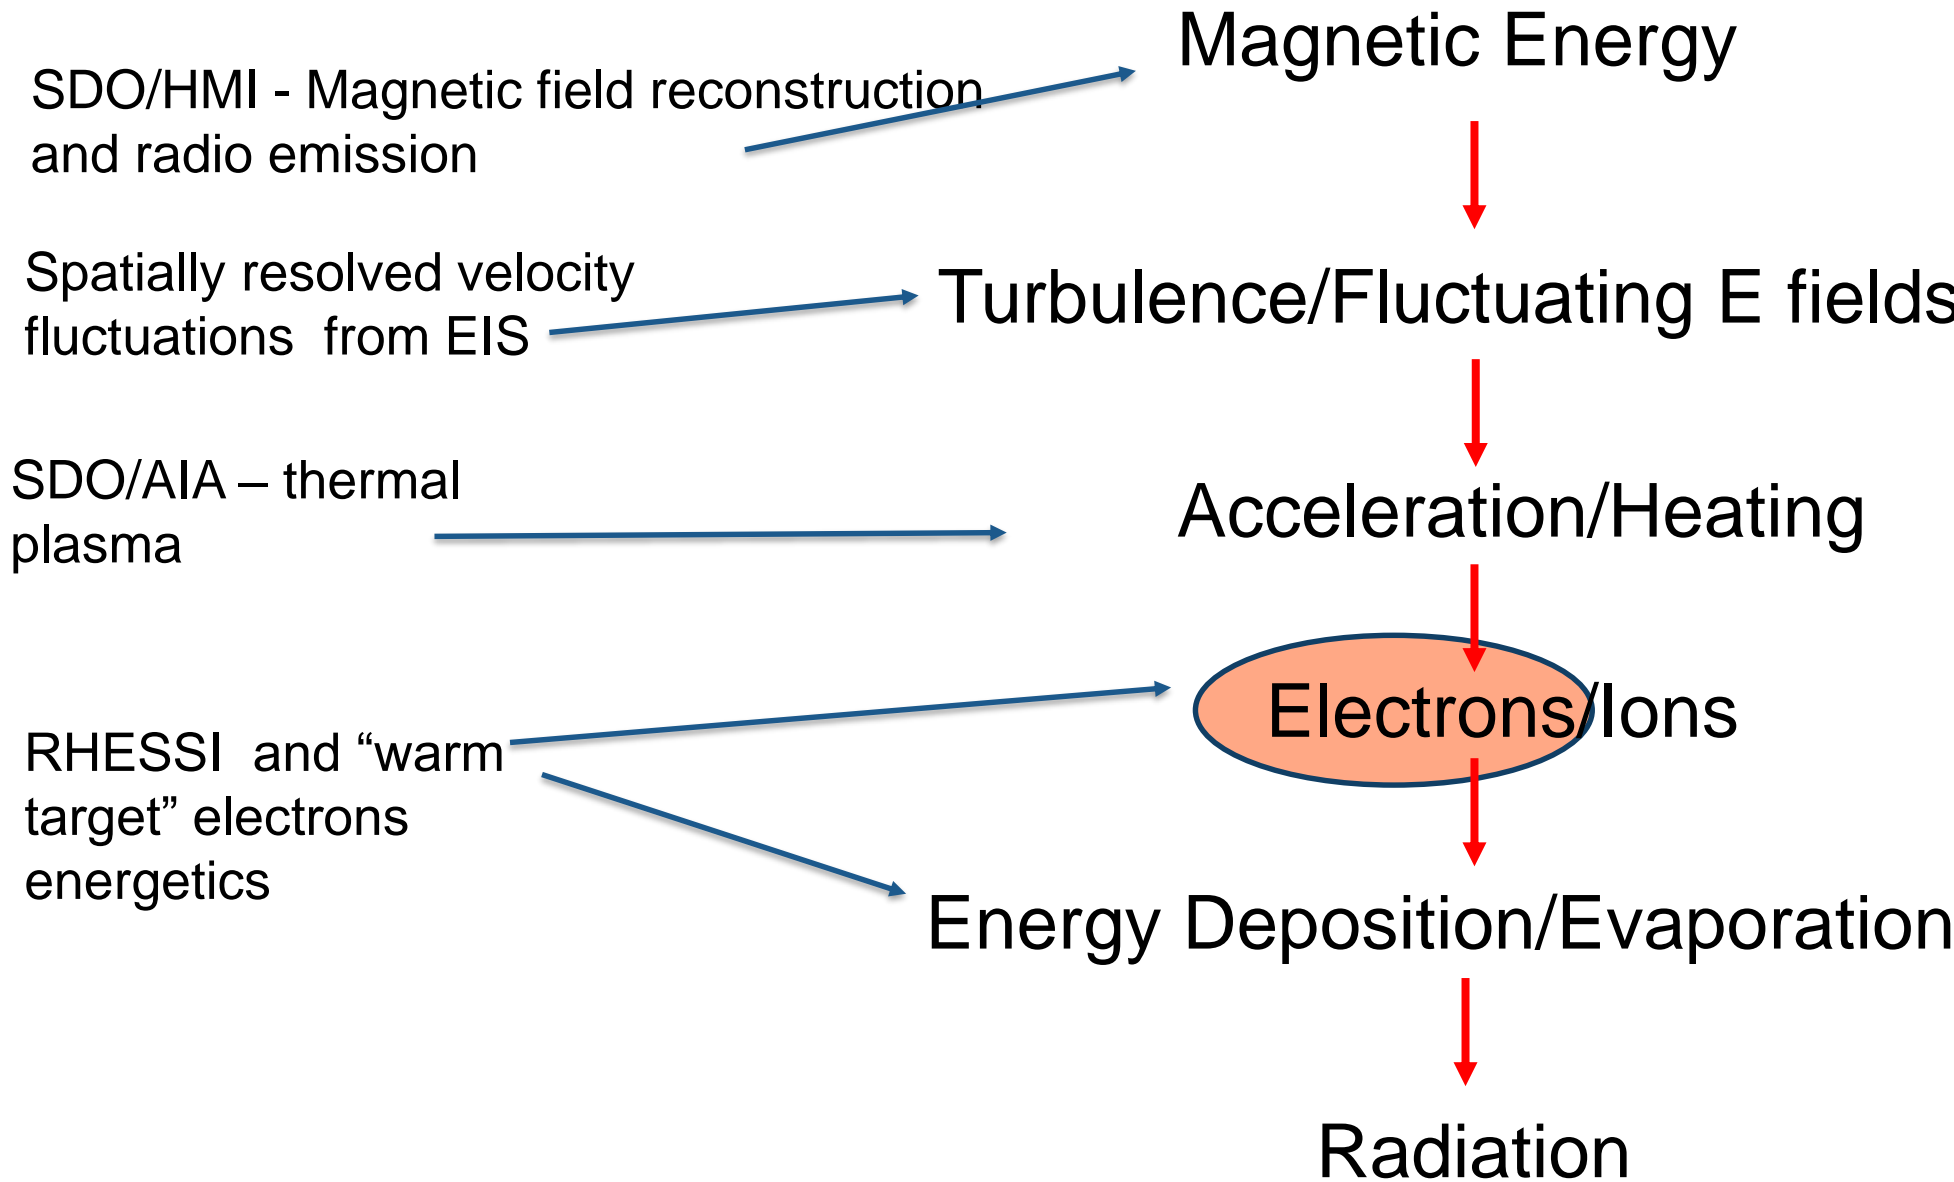 Magnetic Energy
SDO/HMI - Magnetic field reconstruction
and radio emission
Spatially resolved velocity
fluctuations from EIS
Turbulence/Fluctuating E fields
SDO/AIA – thermal
plasma
Acceleration/Heating
Electrons/Ions
RHESSI and “warm
target” electrons
energetics
Energy Deposition/Evaporation
Radiation